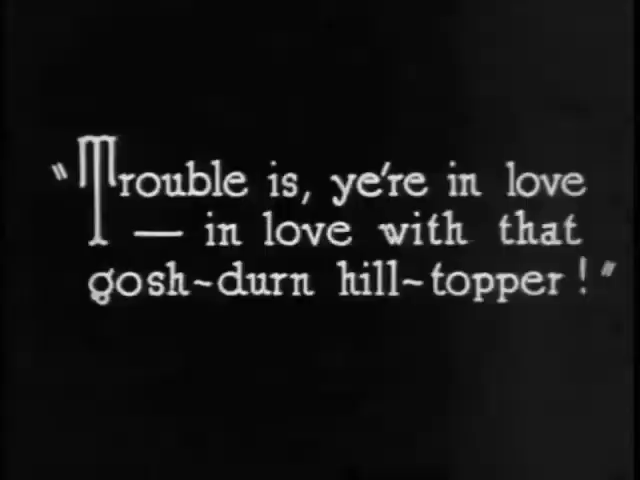 "Trouble is, ye're in love
— in love with that
gosh-durn hill-topper!"